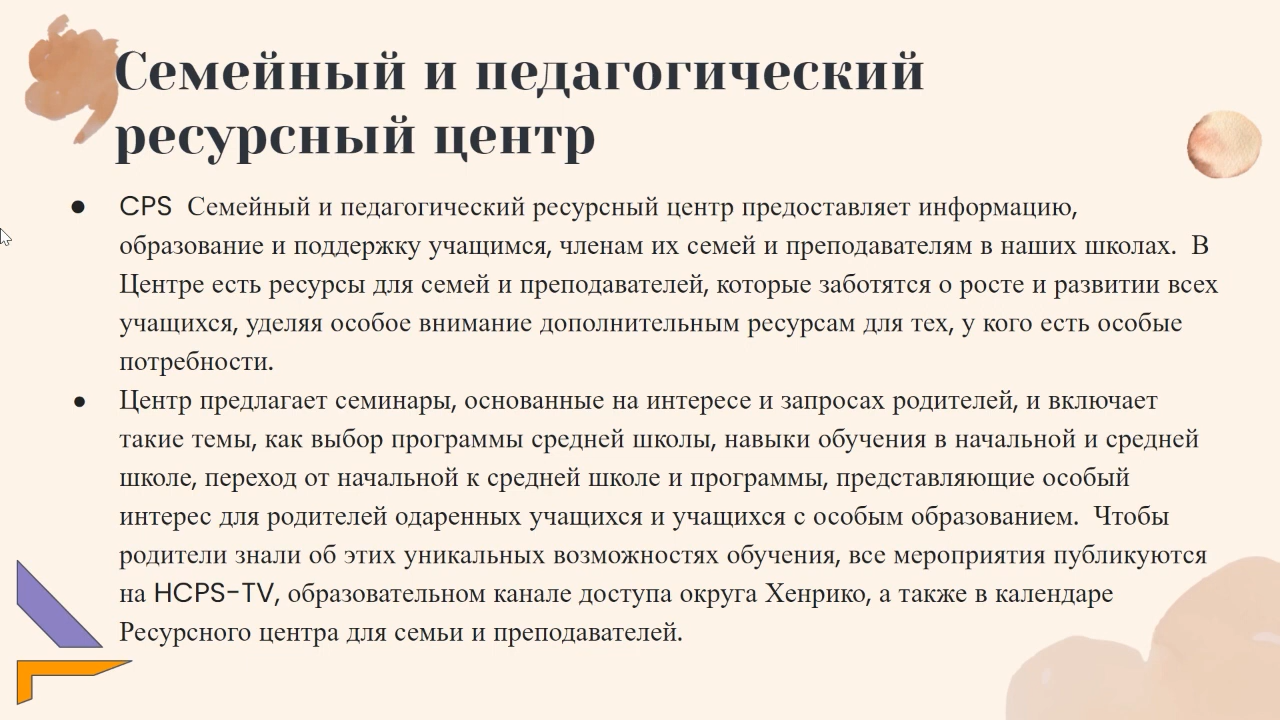 Семейный и педагогический
ресурсный центр
● CPS Семейный и педагогический ресурсный центр предоставляет информацию,
образование и поддержку учащимся, членам их семей и преподавателям в наших школах. В
Центре есть ресурсы для семей и преподавателей, которые заботятся о росте и развитии всех
учащихся, уделяя особое внимание дополнительным ресурсам для тех, у кого есть особые
потребности.
● Центр предлагает семинары, основанные на интересе и запросах родителей, и включает
такие темы, как выбор программы средней школы, навыки обучения в начальной и средней
школе, переход от начальной к средней школе и программы, представляющие особый
интерес для родителей одаренных учащихся и учащихся с особым образованием. Чтобы
родители знали об этих уникальных возможностях обучения, все мероприятия публикуются
на HCPS-TV, образовательном канале доступа округа Хенрико, а также в календаре
Ресурсного центра для семьи и преподавателей.